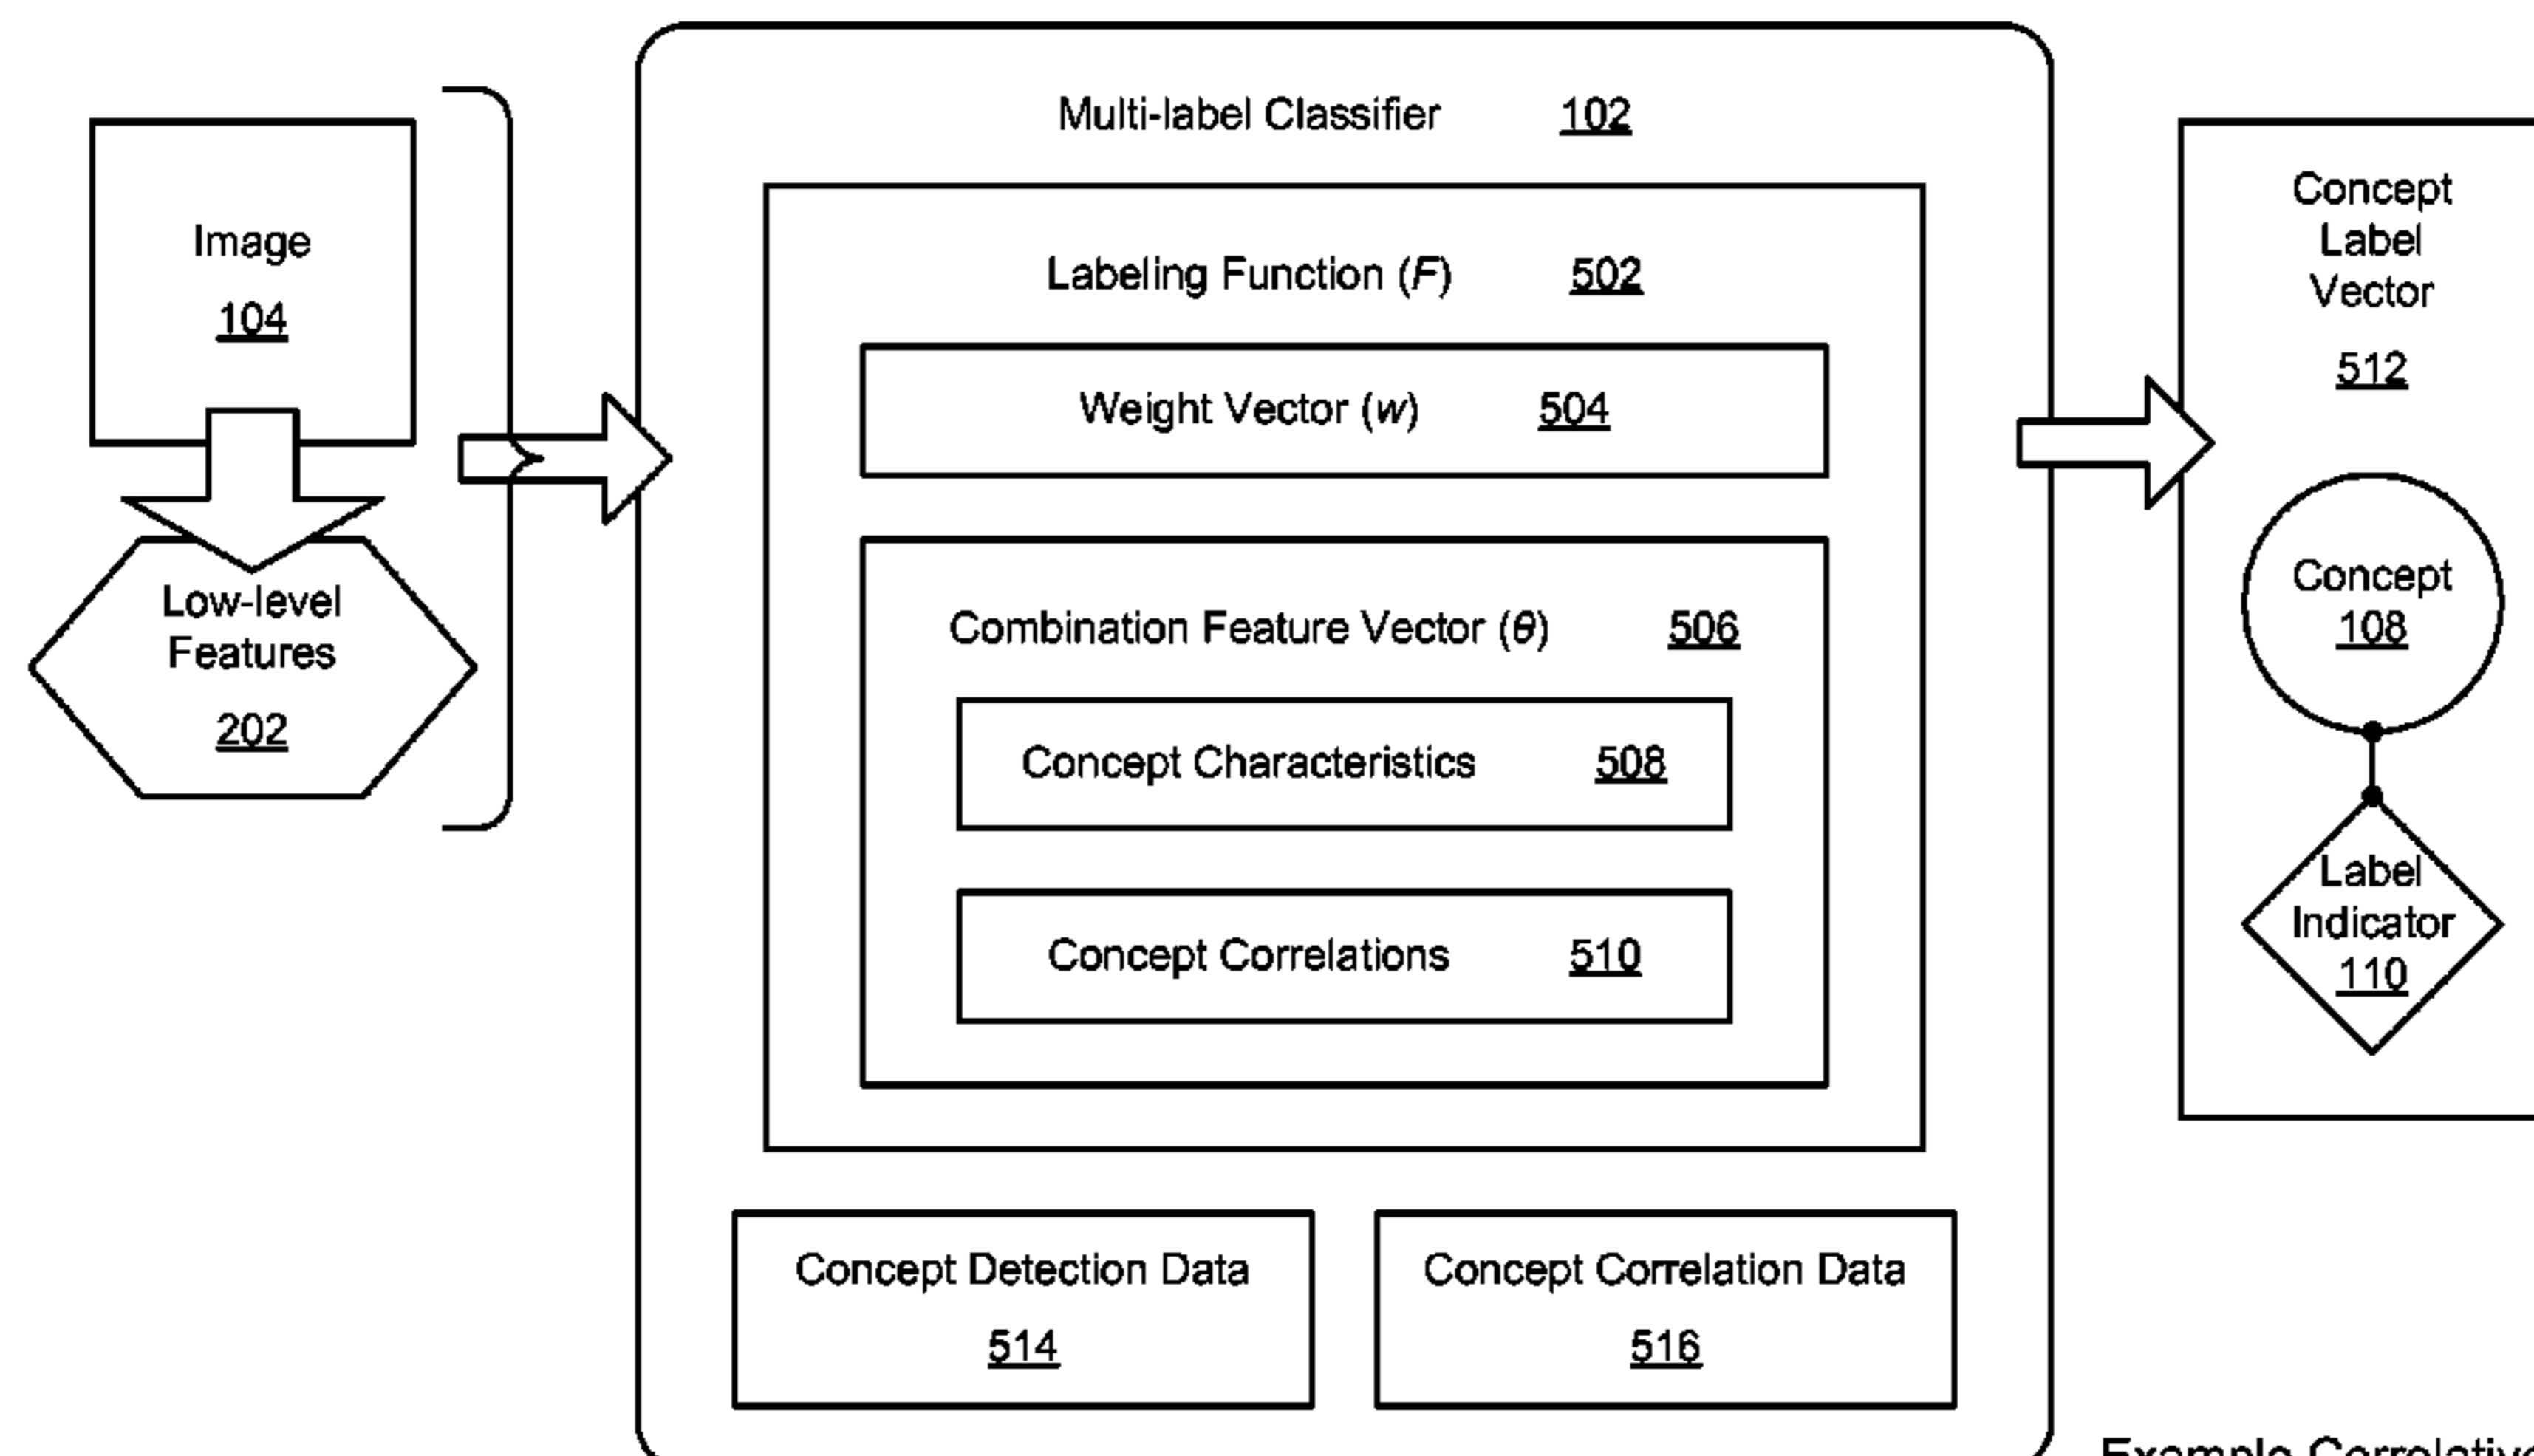 Image
104
Low-level
Features
202
Multi-label Classifier 102
Labeling Function (F) 502
Weight Vector (w) 504
Combination Feature Vector (θ) 506
Concept Characteristics 508
Concept Correlations 510
Concept Detection Data
514
Concept Correlation Data
516
Concept
Label
Vector
512
Concept
108
Label
Indicator
110
Example Correlative